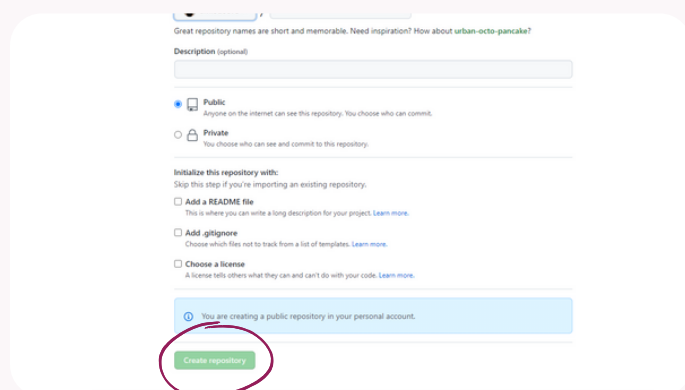 /
Great repository names are short and memorable. Need inspiration? How about urban-octo-pancake?
Description (optional)
Public
Anyone on the internet can see this repository. You choose who can commit.
Private
You choose who can see and commit to this repository.
Initialize this repository with:
Skip this step if you're importing an existing repository.
Add a README file
This is where you can write a long description for your project. Learn more.
Add .gitignore
Choose which files not to track from a list of templates. Learn more.
Choose a license
A license tells others what they can and can't do with your code. Learn more.
You are creating a public repository in your personal account.
Create repository